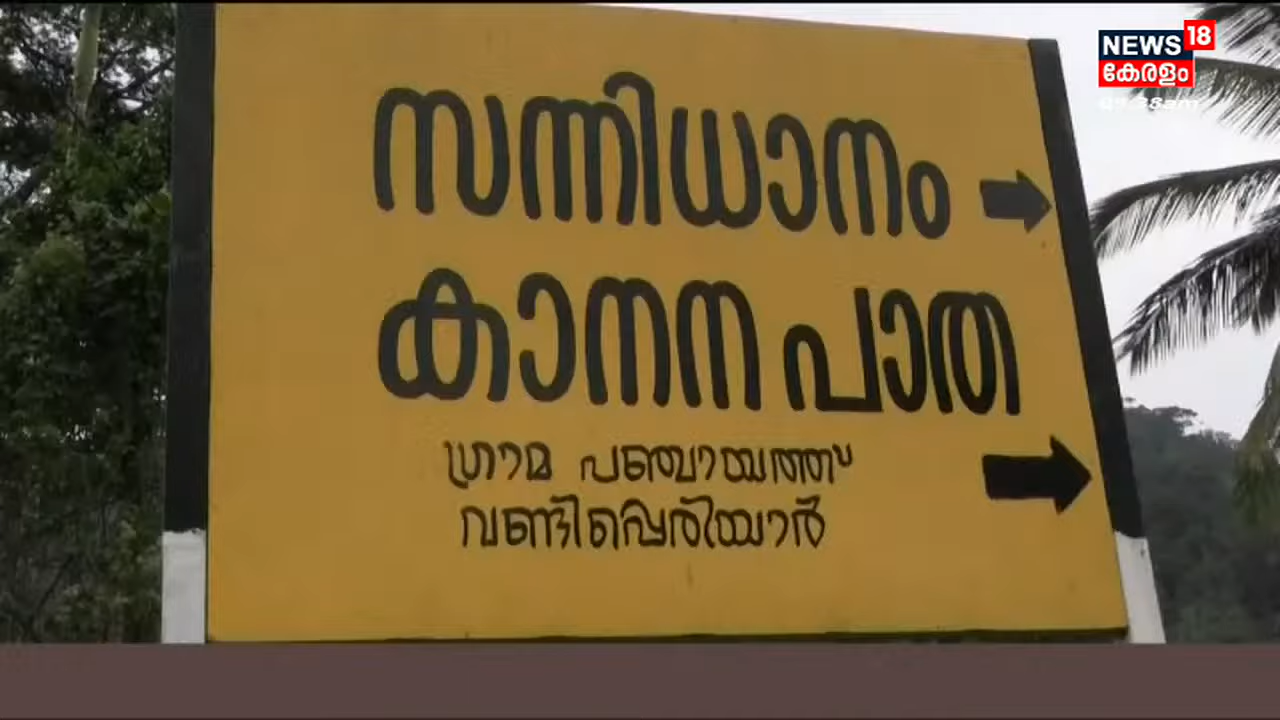 NEWS 18
കേരളം
സന്നിധാനം
കാനന പാത
ഗ്രാമ പഞ്ചായത്ത്
വണ്ടിപ്പെരിയാർ